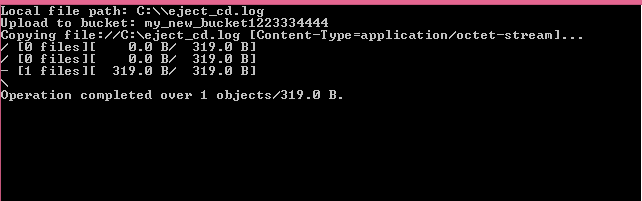 Local file path: C:\\eject_cd.log
Upload to bucket: my_new_bucket1223334444
Copying file://C:\eject_cd.log [Content-Type=application/octet-stream]...
/ [0 files][    0.0 B/  319.0 B]
/ [0 files][    0.0 B/  319.0 B]
- [1 files][  319.0 B/  319.0 B]
\
Operation completed over 1 objects/319.0 B.